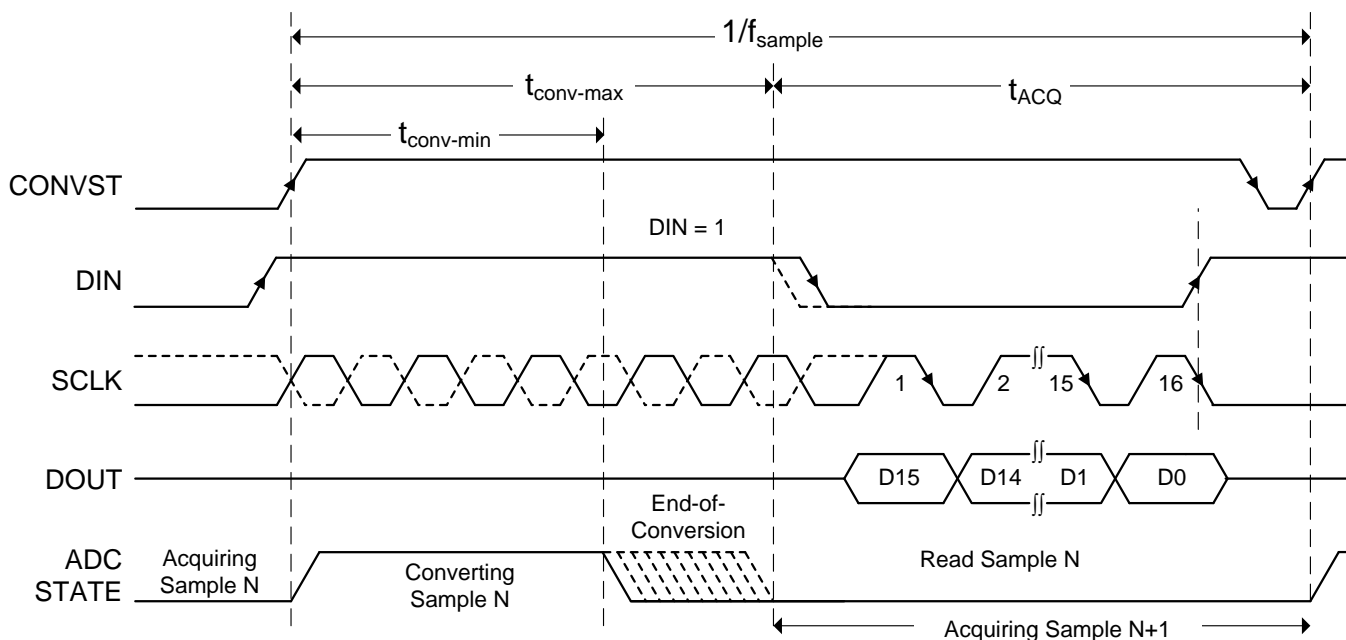 1/fsample
tconv-max
tACQ
tconv-min
CONVST
DIN = 1
DIN
SCLK
1
2
15
16
DOUT
D15
D14
D1
D0
End-of-
Conversion
ADC
STATE
Acquiring
Sample N
Converting
Sample N
Read Sample N
Acquiring Sample N+1